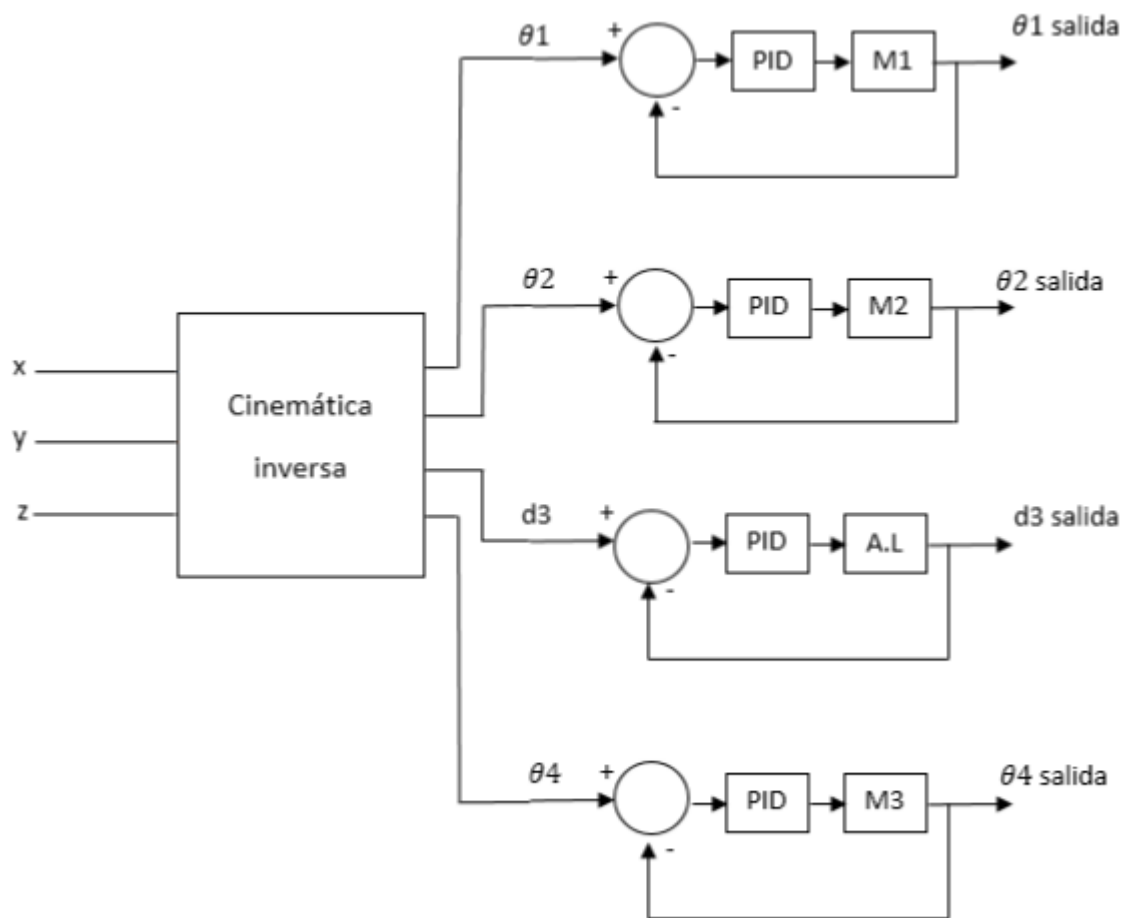 θ1
+
PID
M1
θ1 salida
-
θ2
+
PID
M2
θ2 salida
-
x
y
z
Cinemática
inversa
d3
+
PID
A.L
d3 salida
-
θ4
+
PID
M3
θ4 salida
-